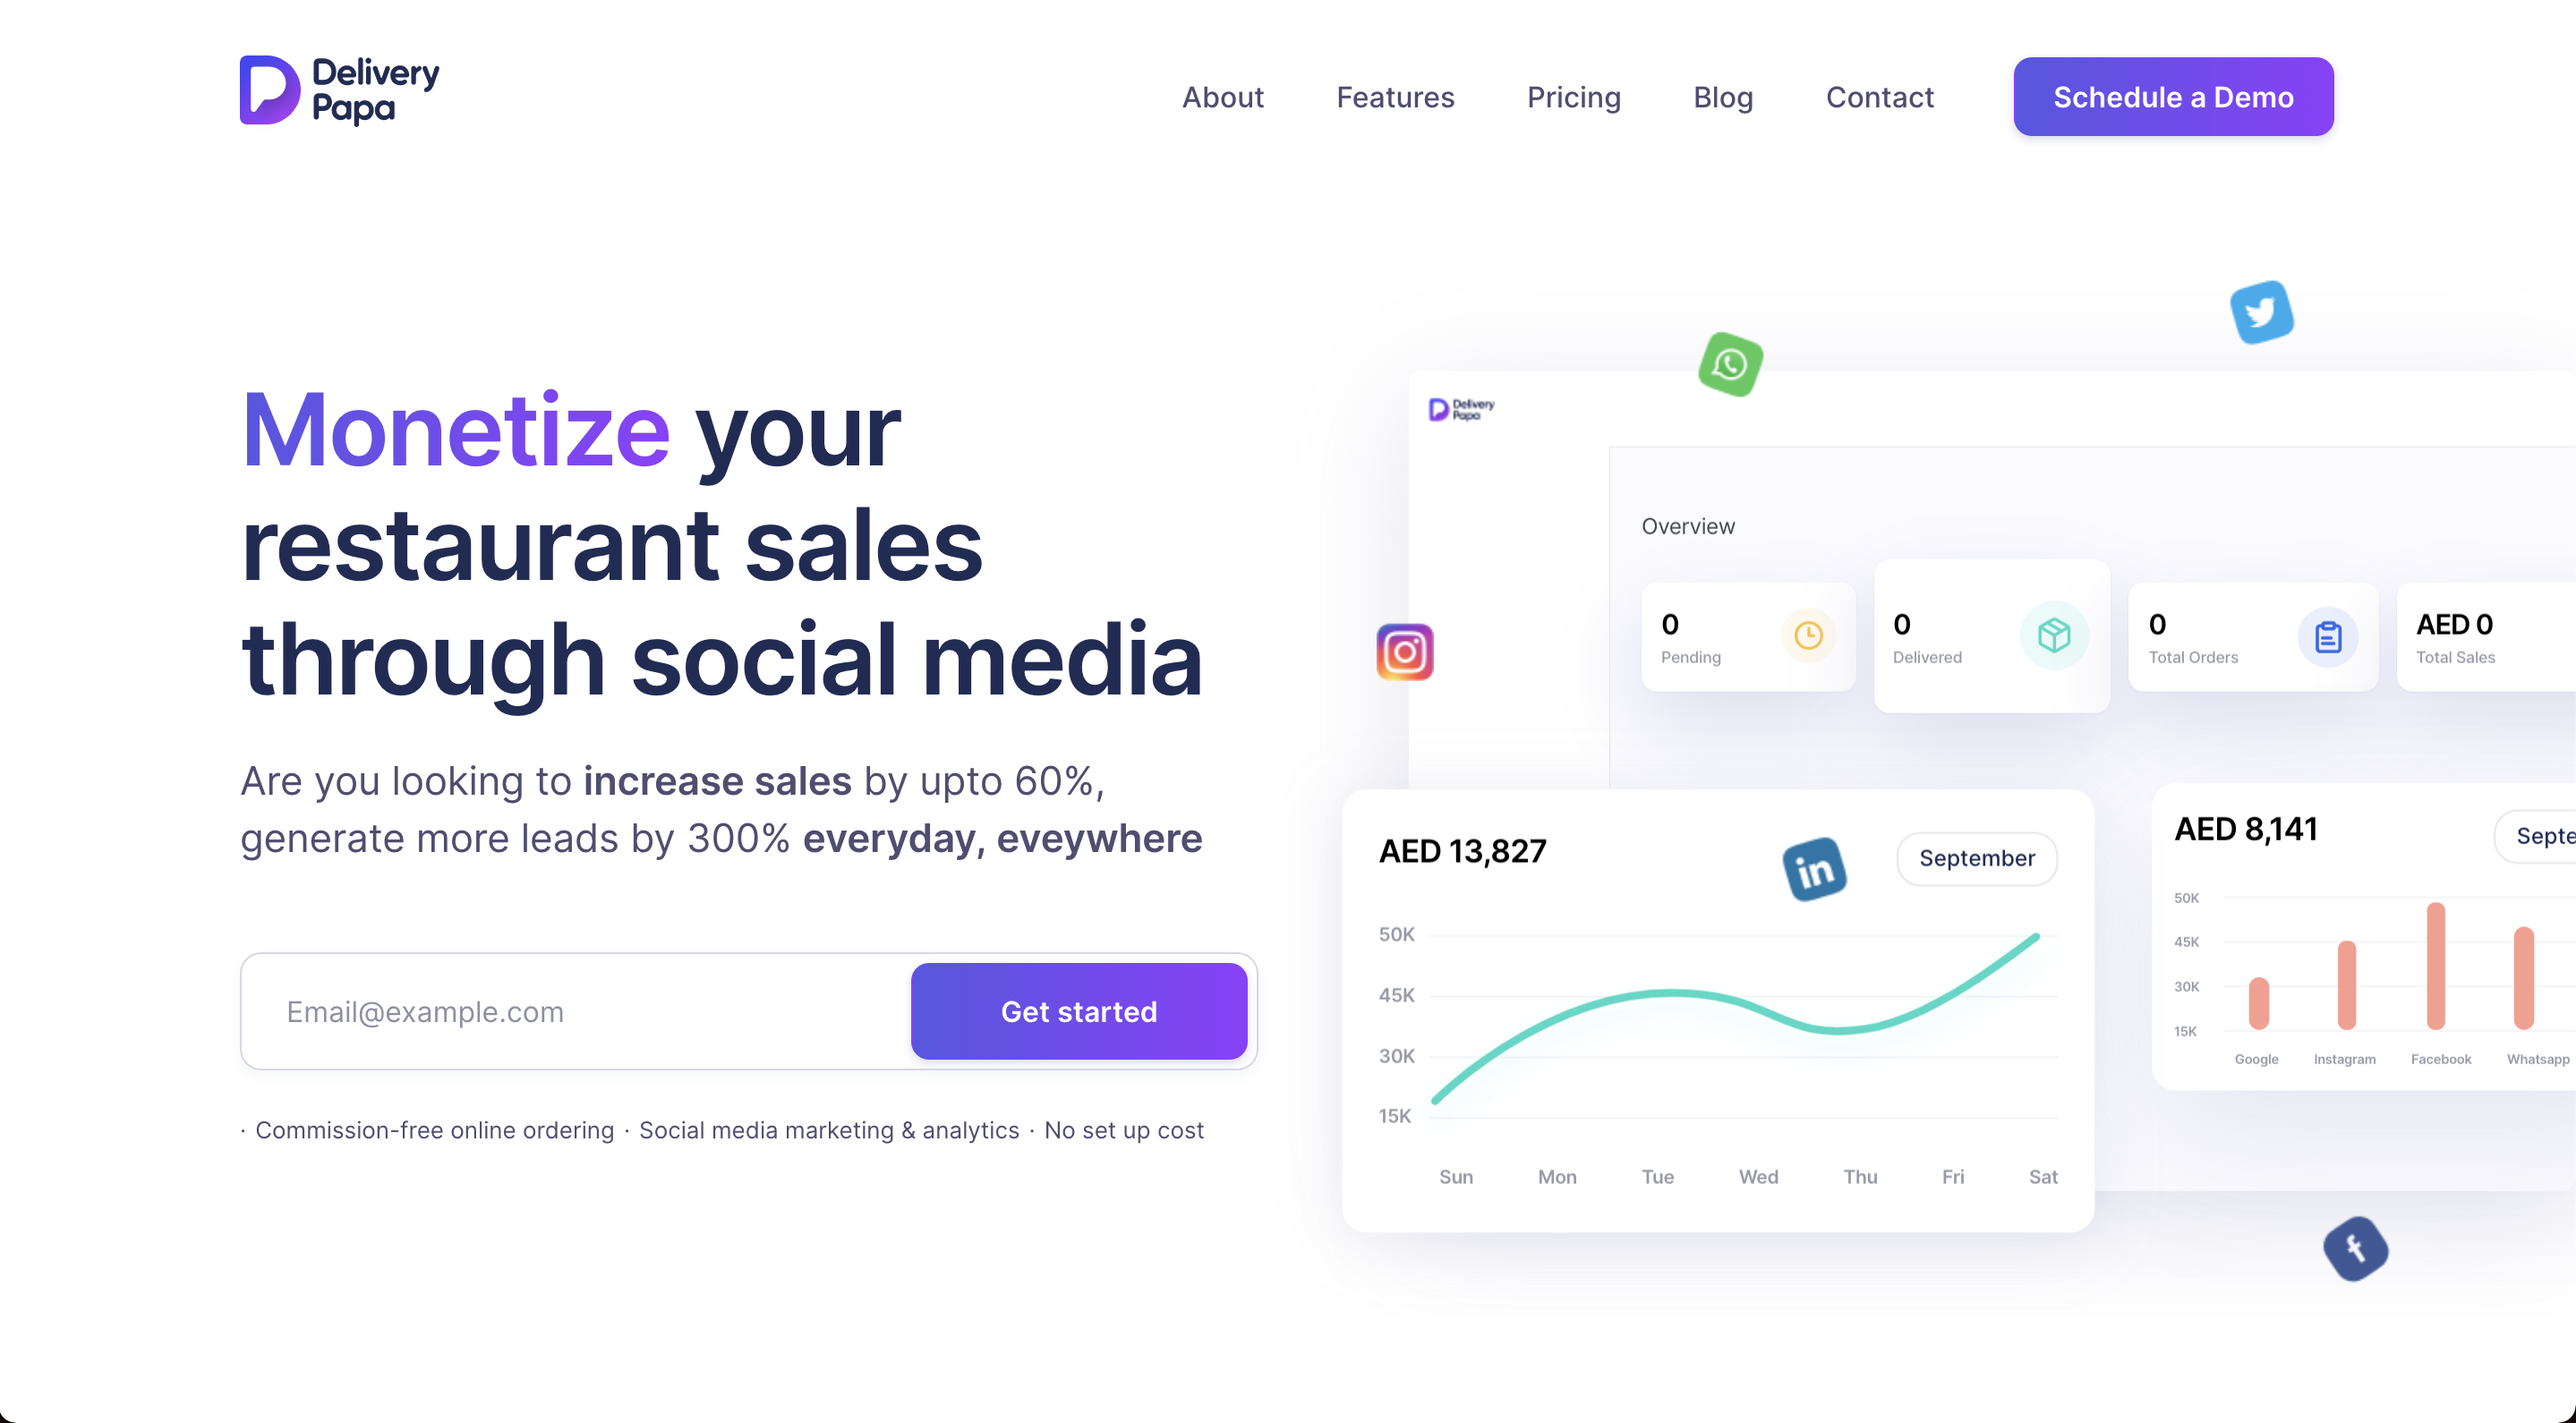 Delivery
Papa
About Features Pricing Blog Contact Schedule a Demo
Monetize your
restaurant sales
through social media
Are you looking to increase sales by upto 60%,
generate more leads by 300% everyday, eveywhere
Email@example.com Get started
· Commission-free online ordering · Social media marketing & analytics · No set up cost
Delivery
Papa
Overview
0 0 0 AED 0
Pending Delivered Total Orders Total Sales
AED 13,827 in September
50K
45K
30K
15K
Sun Mon Tue Wed Thu Fri Sat
AED 8,141 Septe
50K
45K
30K
15K
Google Instagram Facebook Whatsapp
f